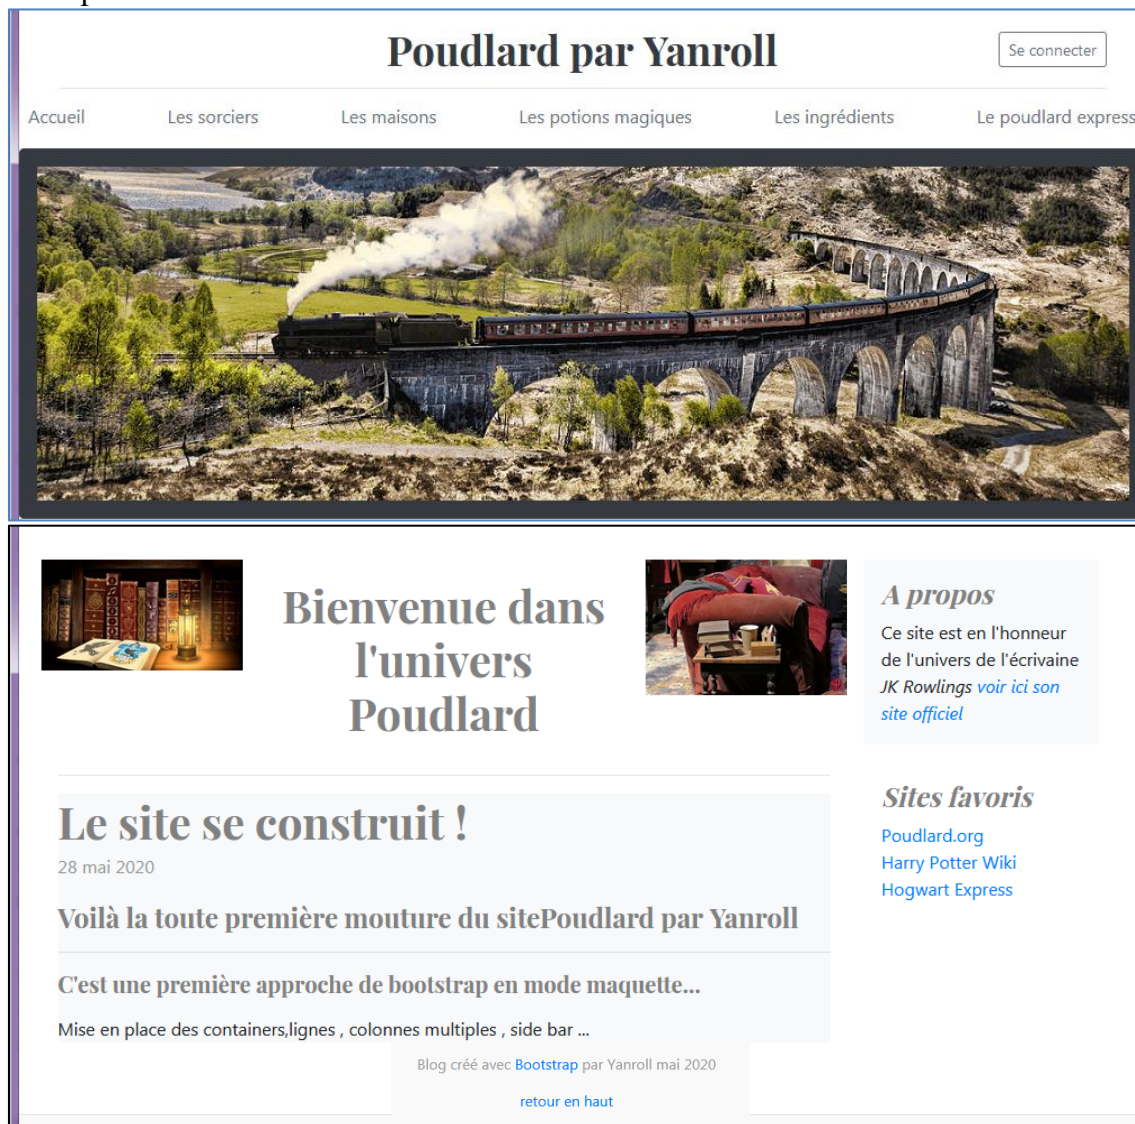 Poudlard par Yanroll
Se connecter
Accueil Les sorciers Les maisons Les potions magiques Les ingrédients Le poudlard express
Bienvenue dans
l'univers
Poudlard
A propos
Ce site est en l'honneur
de l'univers de l'écrivaine
JK Rowlings voir ici son
site officiel
Sites favoris
Poudlard.org
Harry Potter Wiki
Hogwart Express
Le site se construit !
28 mai 2020
Voilà la toute première mouture du sitePoudlard par Yanroll
C'est une première approche de bootstrap en mode maquette...
Mise en place des containers,lignes , colonnes multiples , side bar ...
Blog créé avec Bootstrap par Yanroll mai 2020
retour en haut